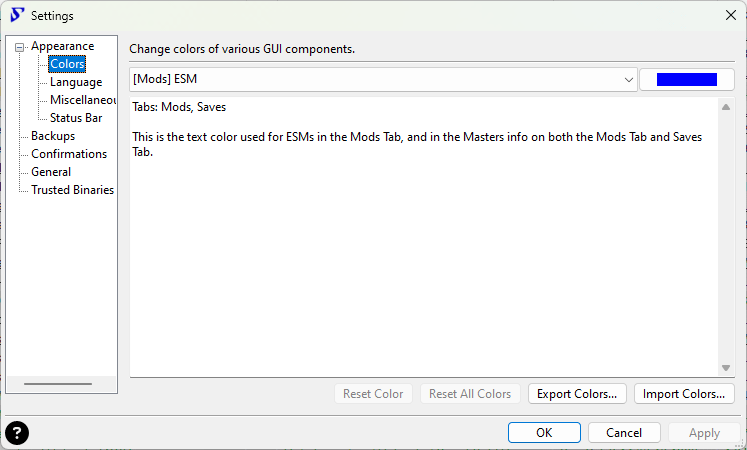 Settings
Appearance
Colors
Language
Miscellaneou
Status Bar
Backups
Confirmations
General
Trusted Binaries
Change colors of various GUI components.
[Mods] ESM
Tabs: Mods, Saves
This is the text color used for ESMs in the Mods Tab, and in the Masters info on both the Mods Tab and Saves
Tab.
Reset Color
Reset All Colors
Export Colors...
Import Colors...
?
OK
Cancel
Apply